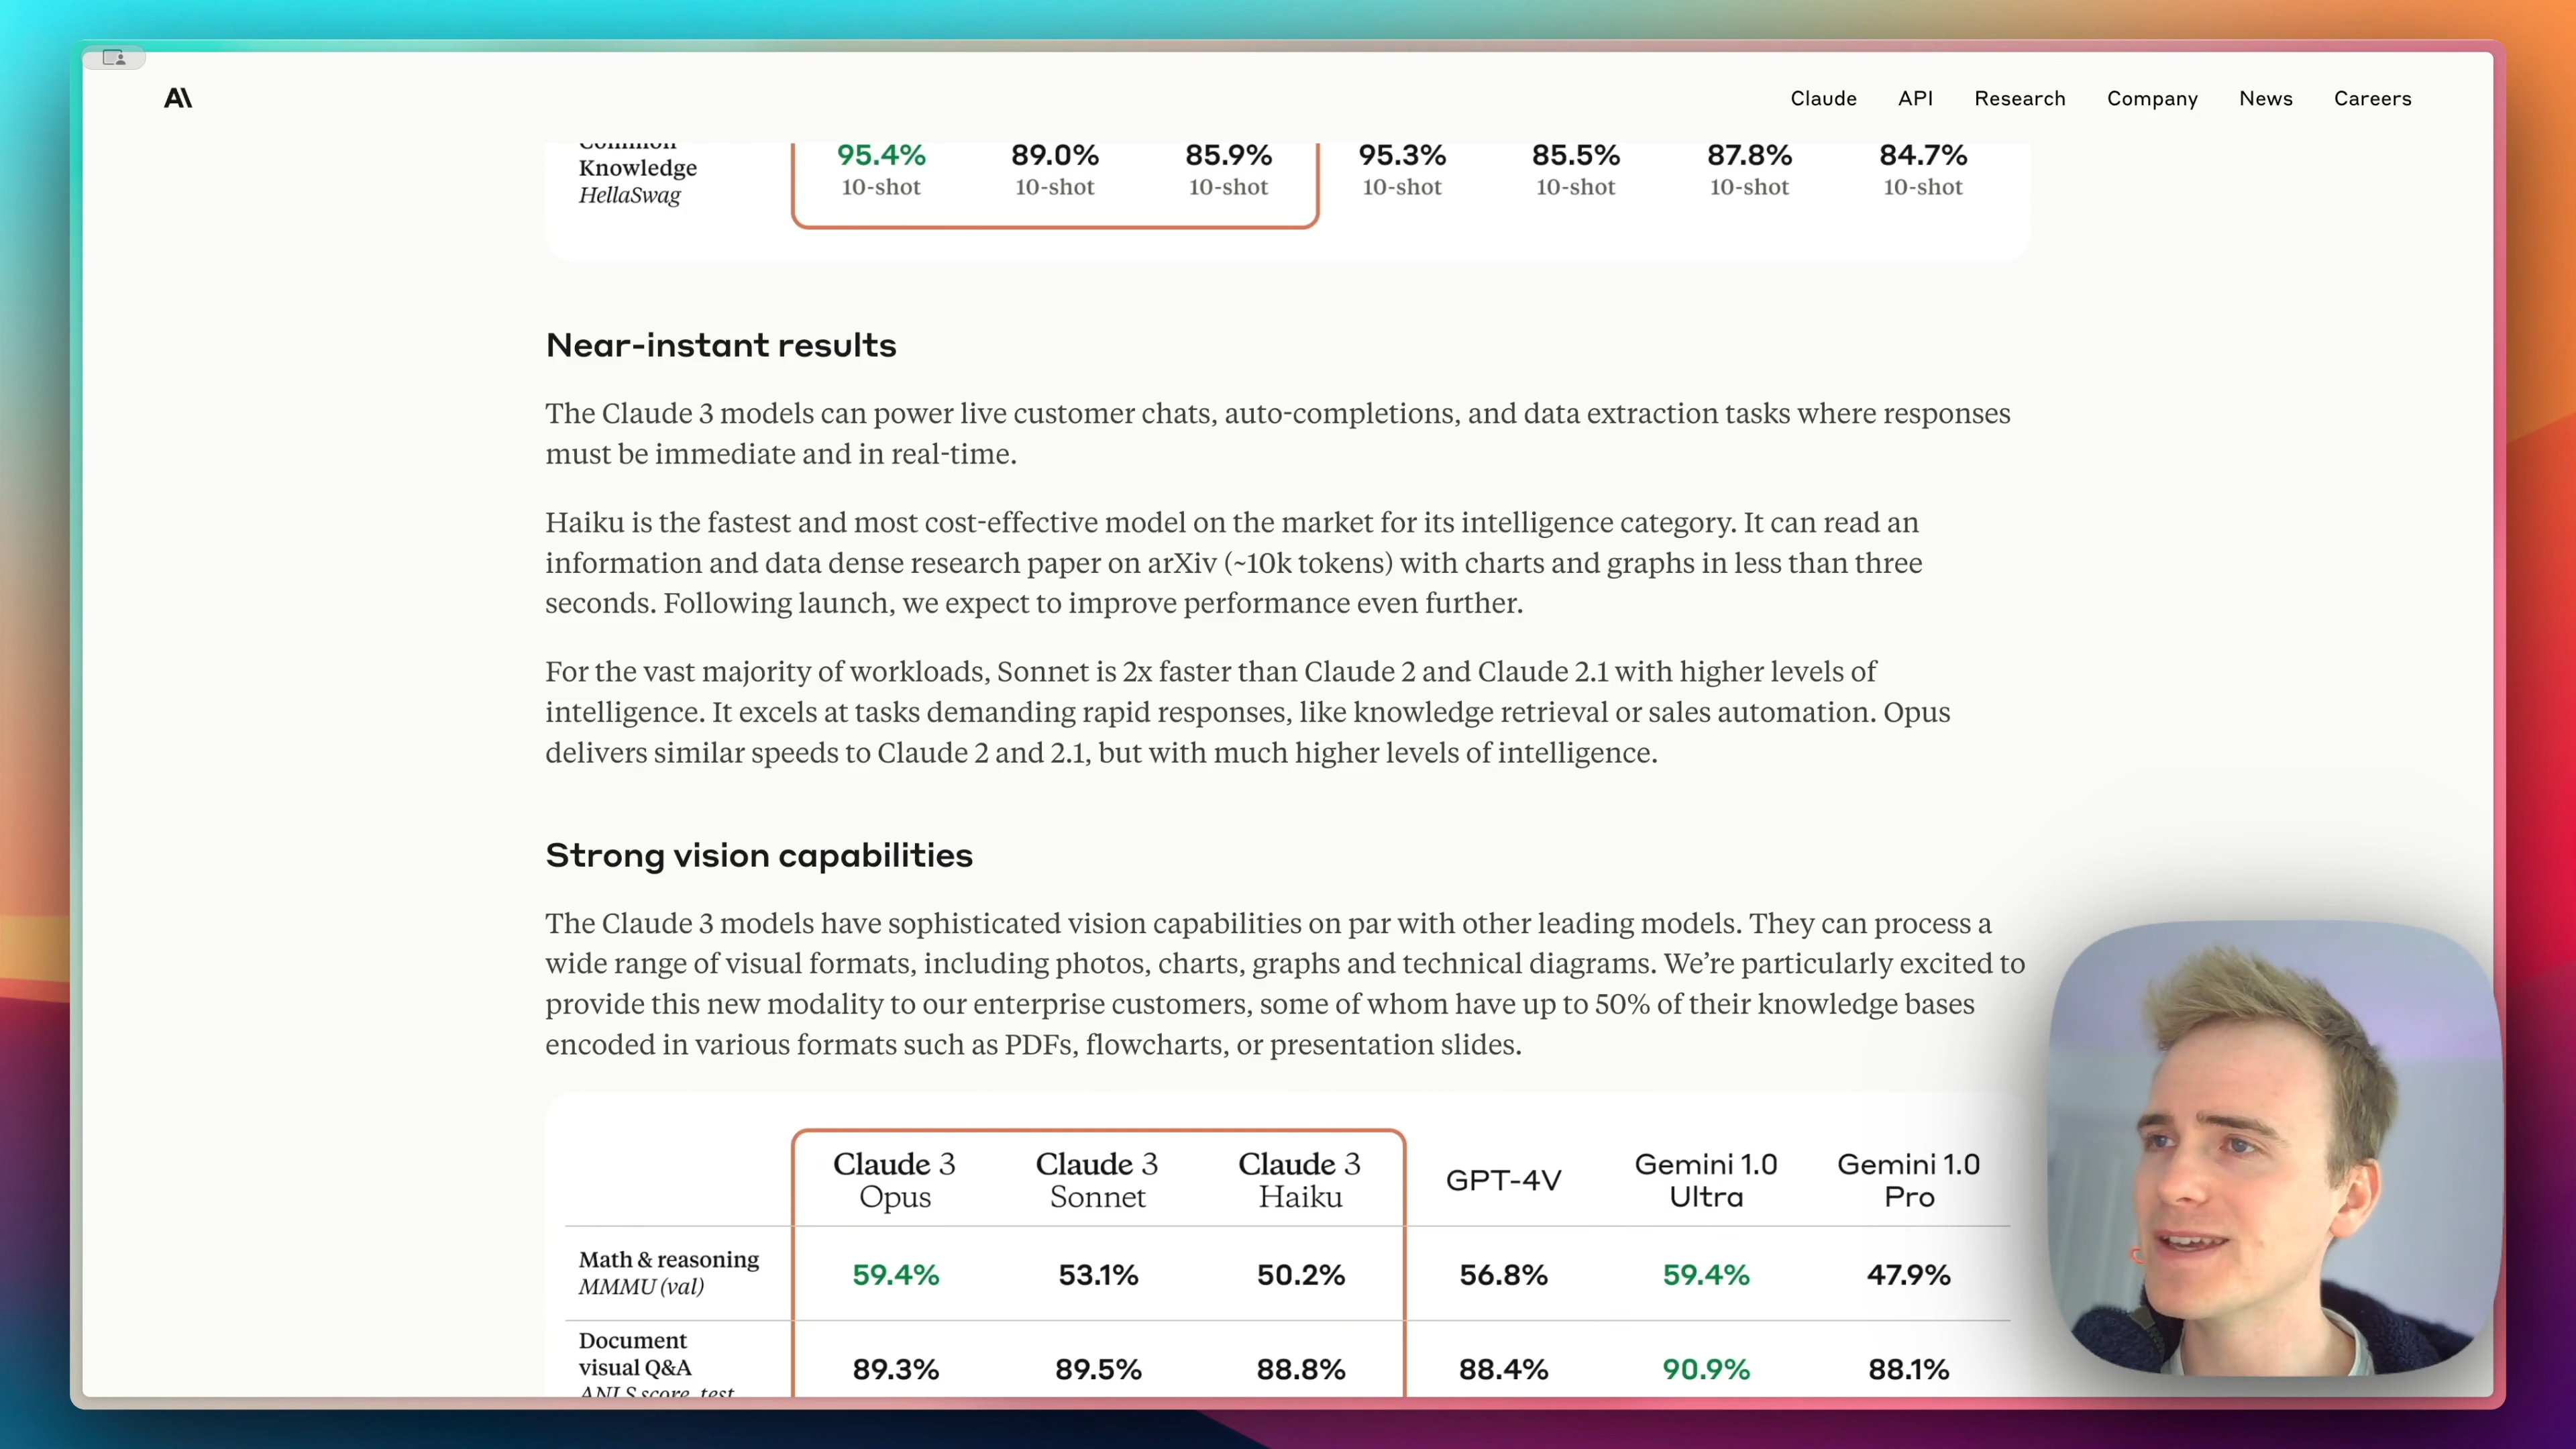 A\
Claude API Research Company News Careers
Common
Knowledge
HellaSwag
95.4% 89.0% 85.9% 95.3% 85.5% 87.8% 84.7%
10-shot 10-shot 10-shot 10-shot 10-shot 10-shot 10-shot
Near-instant results
The Claude 3 models can power live customer chats, auto-completions, and data extraction tasks where responses
must be immediate and in real-time.
Haiku is the fastest and most cost-effective model on the market for its intelligence category. It can read an
information and data dense research paper on arXiv (~10k tokens) with charts and graphs in less than three
seconds. Following launch, we expect to improve performance even further.
For the vast majority of workloads, Sonnet is 2x faster than Claude 2 and Claude 2.1 with higher levels of
intelligence. It excels at tasks demanding rapid responses, like knowledge retrieval or sales automation. Opus
delivers similar speeds to Claude 2 and 2.1, but with much higher levels of intelligence.
Strong vision capabilities
The Claude 3 models have sophisticated vision capabilities on par with other leading models. They can process a
wide range of visual formats, including photos, charts, graphs and technical diagrams. We’re particularly excited to
provide this new modality to our enterprise customers, some of whom have up to 50% of their knowledge bases
encoded in various formats such as PDFs, flowcharts, or presentation slides.
Claude 3 Claude 3 Claude 3 GPT-4V Gemini 1.0 Gemini 1.0
Opus Sonnet Haiku Ultra Pro
Math & reasoning
MMMU (val)
59.4% 53.1% 50.2% 56.8% 59.4% 47.9%
Document
visual Q&A
ANLS score, test
89.3% 89.5% 88.8% 88.4% 90.9% 88.1%